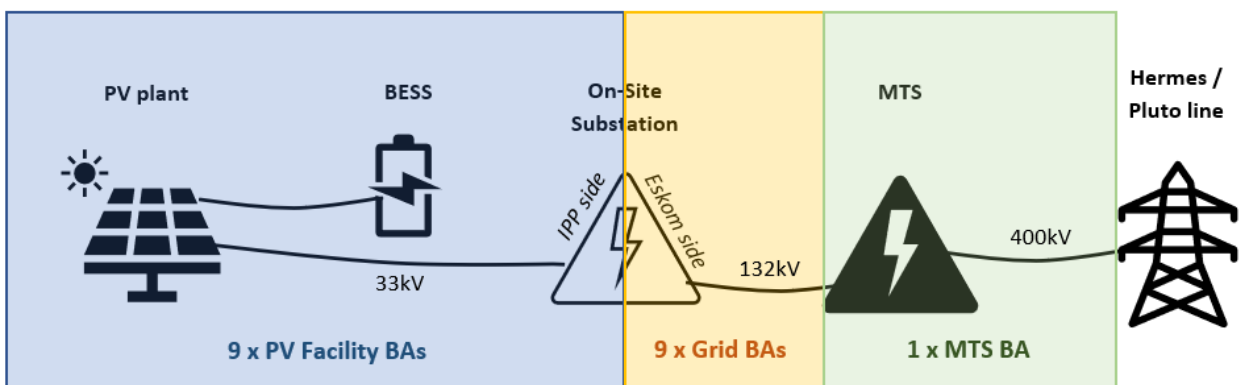 PV plant
BESS
On-Site
Substation
MTS
Hermes /
Pluto line
IPP side
Eskom side
33kV
132kV
400kV
9 x PV Facility BAs
9 x Grid BAs
1 x MTS BA